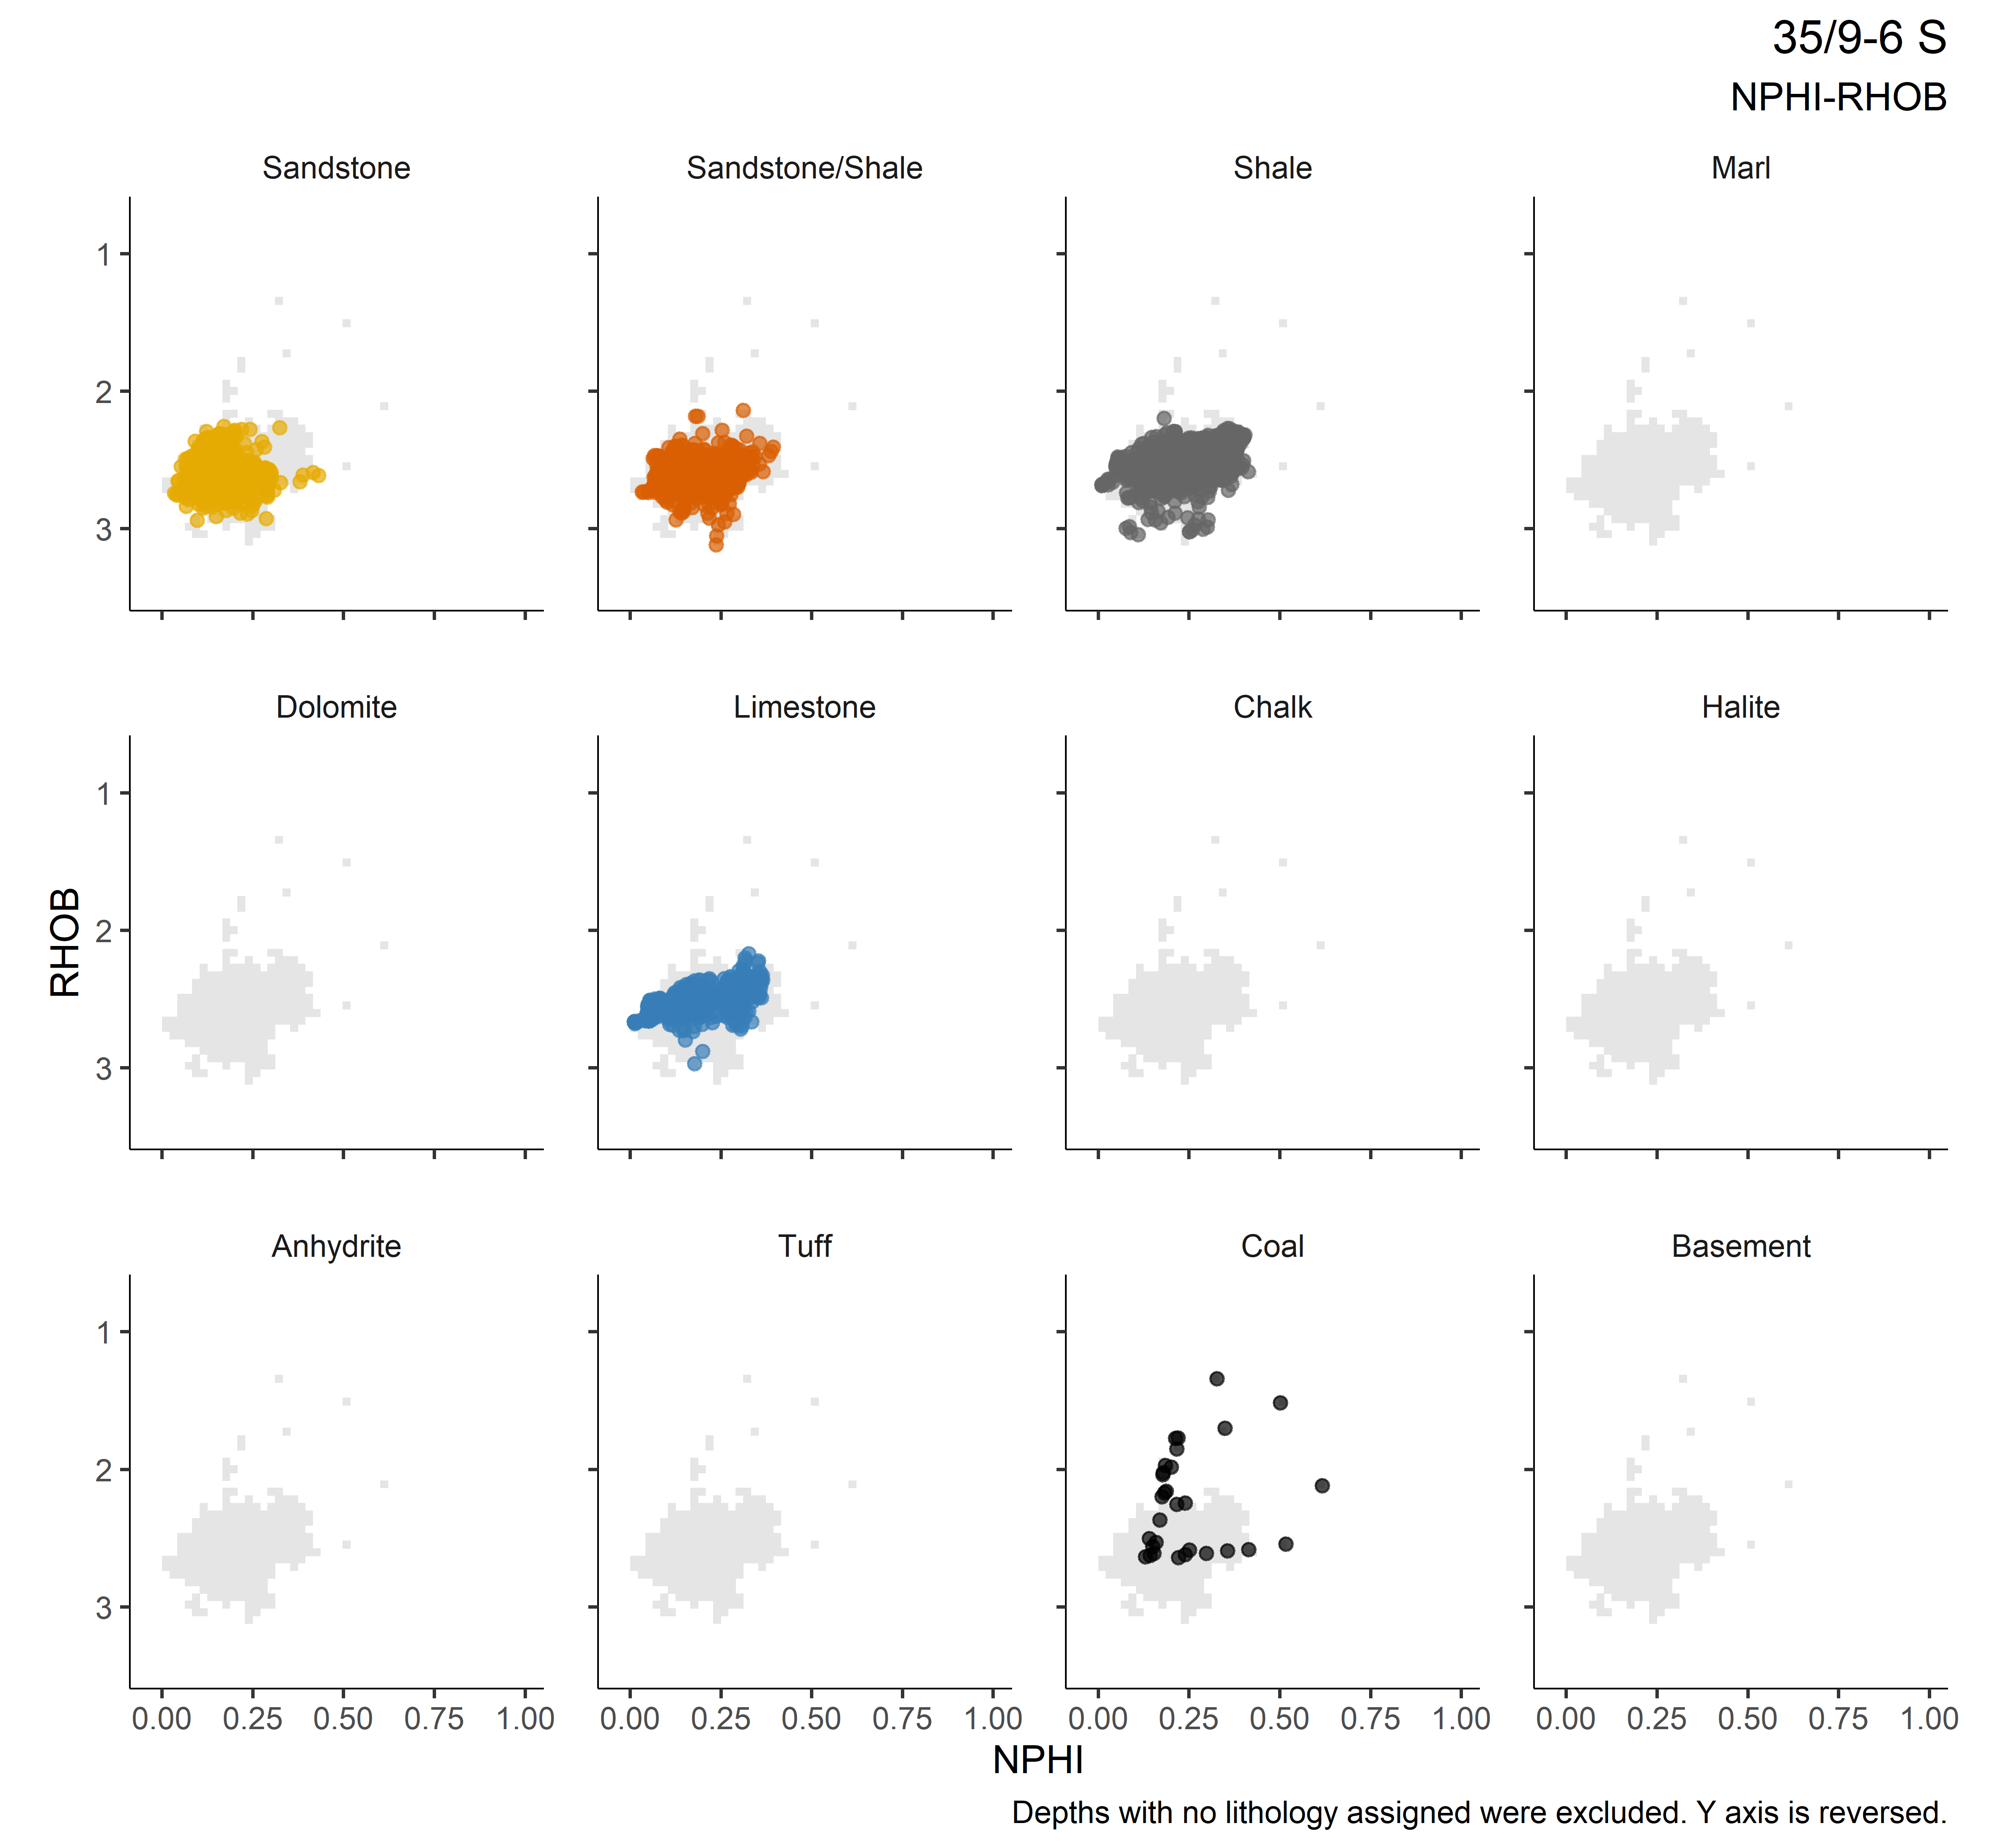 35/9-6 S
NPHI-RHOB
Sandstone
Sandstone/Shale
Shale
Marl
1
2
3
Dolomite
Limestone
Chalk
Halite
RHOB
1
2
3
Anhydrite
Tuff
Coal
Basement
1
2
3
0.00 0.25 0.50 0.75 1.00
0.00 0.25 0.50 0.75 1.00
0.00 0.25 0.50 0.75 1.00
0.00 0.25 0.50 0.75 1.00
NPHI
Depths with no lithology assigned were excluded. Y axis is reversed.